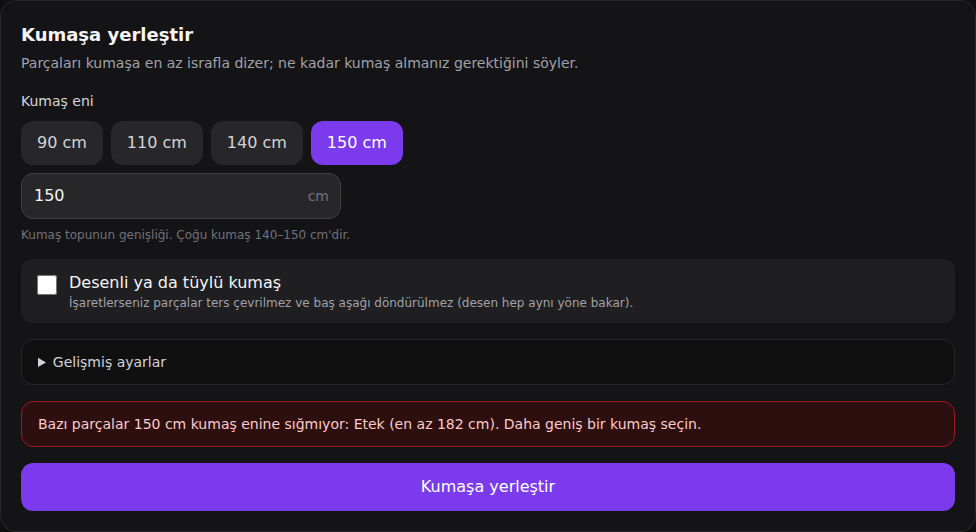 Kumaşa yerleştir
Parçaları kumaşa en az israfla dizer; ne kadar kumaş almanız gerektiğini söyler.
Kumaş eni
90 cm 110 cm 140 cm 150 cm
150 cm
Kumaş topunun genişliği. Çoğu kumaş 140–150 cm'dir.
Desenli ya da tüylü kumaş
İşaretlerseniz parçalar ters çevrilmez ve baş aşağı döndürülmez (desen hep aynı yöne bakar).
Gelişmiş ayarlar
Bazı parçalar 150 cm kumaş enine sığmıyor: Etek (en az 182 cm). Daha geniş bir kumaş seçin.
Kumaşa yerleştir